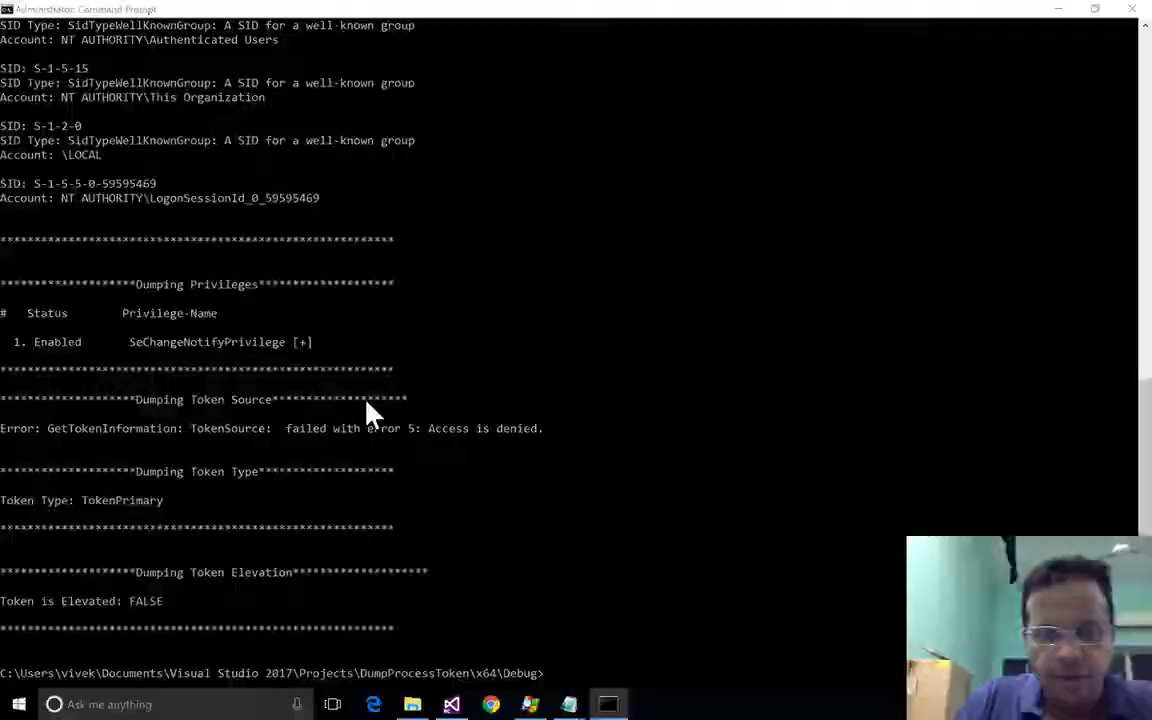 Administrator: Command Prompt
SID Type: SidTypeWellKnownGroup: A SID for a well-known group
Account: NT AUTHORITY\Authenticated Users
SID: S-1-5-15
SID Type: SidTypeWellKnownGroup: A SID for a well-known group
Account: NT AUTHORITY\This Organization
SID: S-1-2-0
SID Type: SidTypeWellKnownGroup: A SID for a well-known group
Account: \LOCAL
SID: S-1-5-5-0-59595469
Account: NT AUTHORITY\LogonSessionId_0_59595469
**********************************************************
********************Dumping Privileges********************
# Status Privilege-Name
1. Enabled SeChangeNotifyPrivilege [+]
**********************************************************
********************Dumping Token Source********************
Error: GetTokenInformation: TokenSource: failed with error 5: Access is denied.
********************Dumping Token Type********************
Token Type: TokenPrimary
**********************************************************
********************Dumping Token Elevation********************
Token is Elevated: FALSE
**********************************************************
C:\Users\vivek\Documents\Visual Studio 2017\Projects\DumpProcessToken\x64\Debug>
Ask me anything